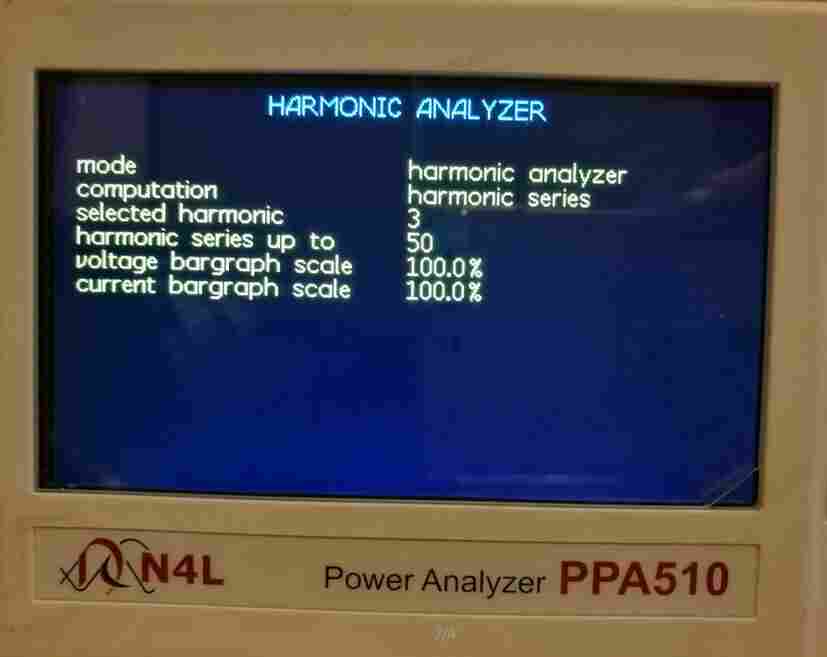 HARMONIC ANALYZER
mode harmonic analyzer
computation harmonic series
selected harmonic 3
harmonic series up to 50
voltage bargraph scale 100.0%
current bargraph scale 100.0%
N4L Power Analyzer PPA510